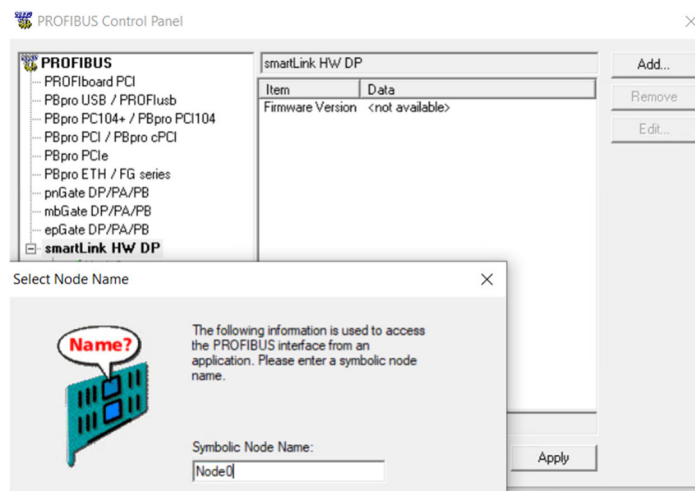 PROFIBUS Control Panel
PROFIBUS
PROFIboard PCI
PBpro USB / PROFIusb
PBpro PC104+ / PBpro PCI104
PBpro PCI / PBpro cPCI
PBpro PCIe
PBpro ETH / FG series
pnGate DP/PA/PB
mbGate DP/PA/PB
epGate DP/PA/PB
smartLink HW DP
smartLink HW DP
Item Data
Firmware Version <not available>
Add...
Remove
Edit...
Select Node Name
Name?
The following information is used to access
the PROFIBUS interface from an
application. Please enter a symbolic node
name.
Symbolic Node Name:
Node0
Apply